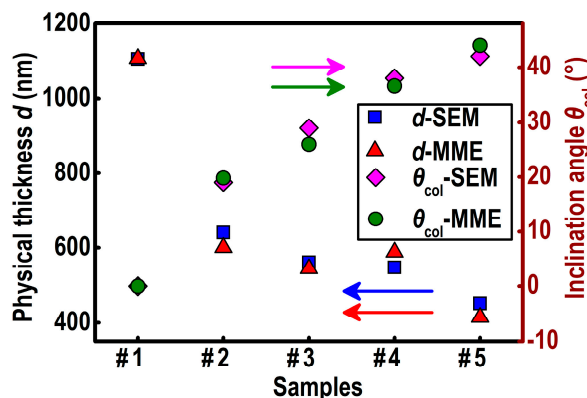 1200
1000
800
600
400
Physical thickness d (nm)
d-SEM
d-MME
θcol-SEM
θcol-MME
40
30
20
10
0
-10
Inclination angle θcol (°)
#1 #2 #3 #4 #5
Samples